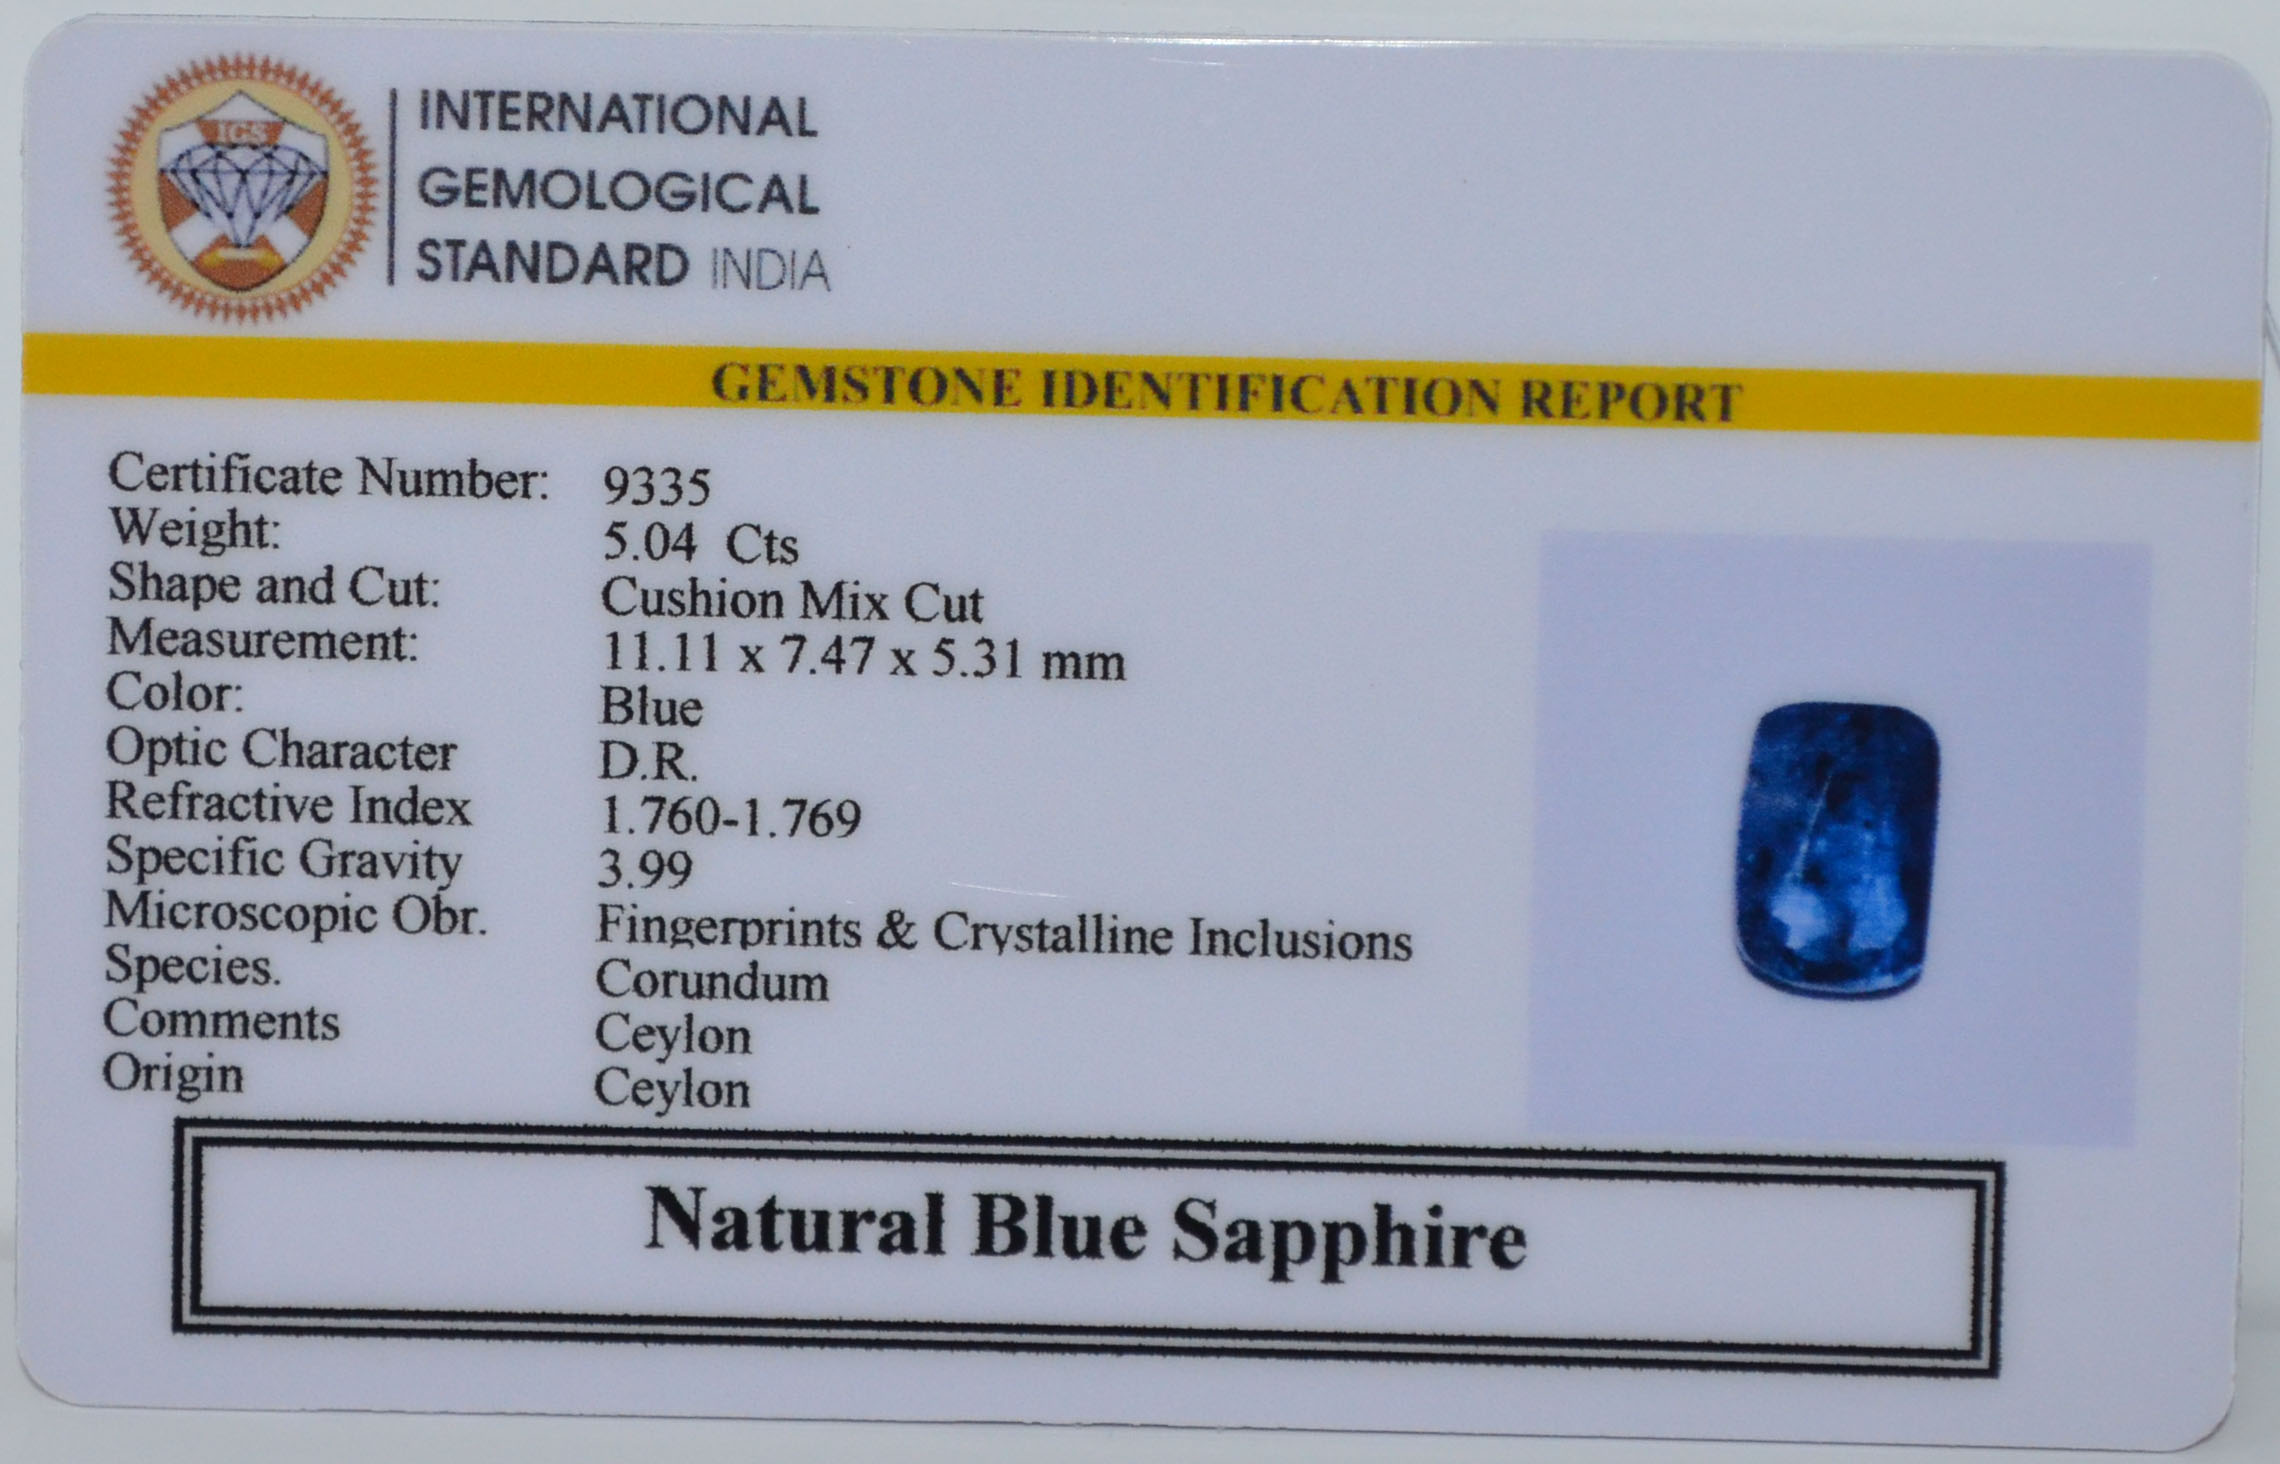 IGS
INTERNATIONAL
GEMOLOGICAL
STANDARD INDIA
GEMSTONE IDENTIFICATION REPORT
Certificate Number: 9335
Weight: 5.04 Cts
Shape and Cut: Cushion Mix Cut
Measurement: 11.11 x 7.47 x 5.31 mm
Color: Blue
Optic Character D.R.
Refractive Index 1.760-1.769
Specific Gravity 3.99
Microscopic Obr. Fingerprints & Crystalline Inclusions
Species. Corundum
Comments Ceylon
Origin Ceylon
Natural Blue Sapphire